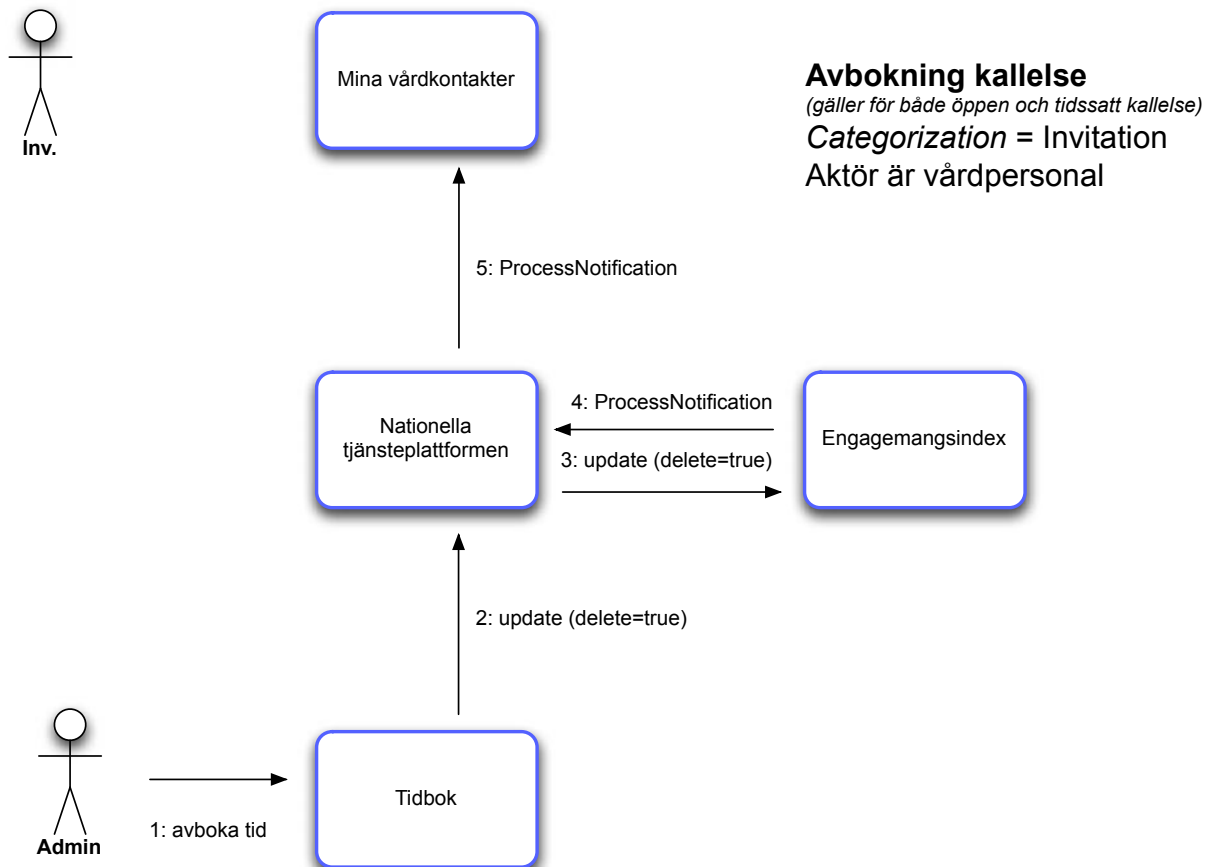 Mina vårdkontakter
Avbokning kallelse
(gäller för både öppen och tidssatt kallelse)
Categorization = Invitation
Aktör är vårdpersonal
Inv.
5: ProcessNotification
Nationella
tjänsteplattformen
4: ProcessNotification
3: update (delete=true)
Engagemangsindex
2: update (delete=true)
Admin
1: avboka tid
Tidbok